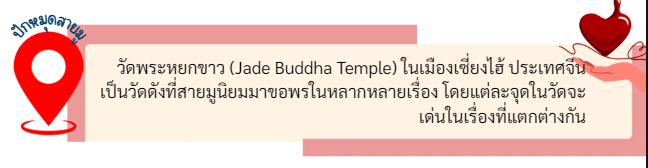 ปักหมุดสายมู
วัดพระหยกขาว (Jade Buddha Temple) ในเมืองเซี่ยงไฮ้ ประเทศจีน
เป็นวัดดังที่สายมูนิยมมาขอพรในหลากหลายเรื่อง โดยแต่ละจุดในวัดจะ
เด่นในเรื่องที่แตกต่างกัน